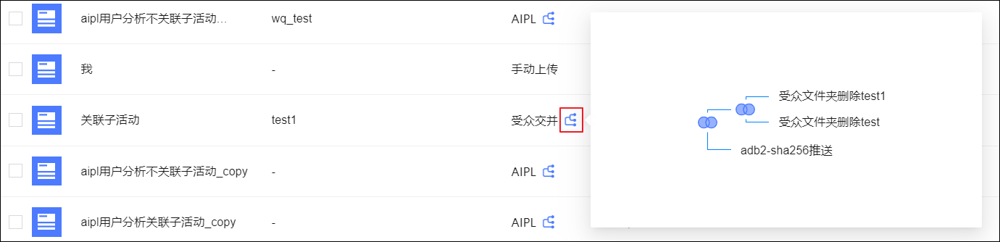 aipl用户分析不关联子活动… wq_test AIPL
我 - 手动上传
关联子活动 test1 受众交并
aipl用户分析不关联子活动_copy - AIPL
aipl用户分析关联子活动_copy - AIPL
受众文件夹删除test1
受众文件夹删除test
adb2-sha256推送